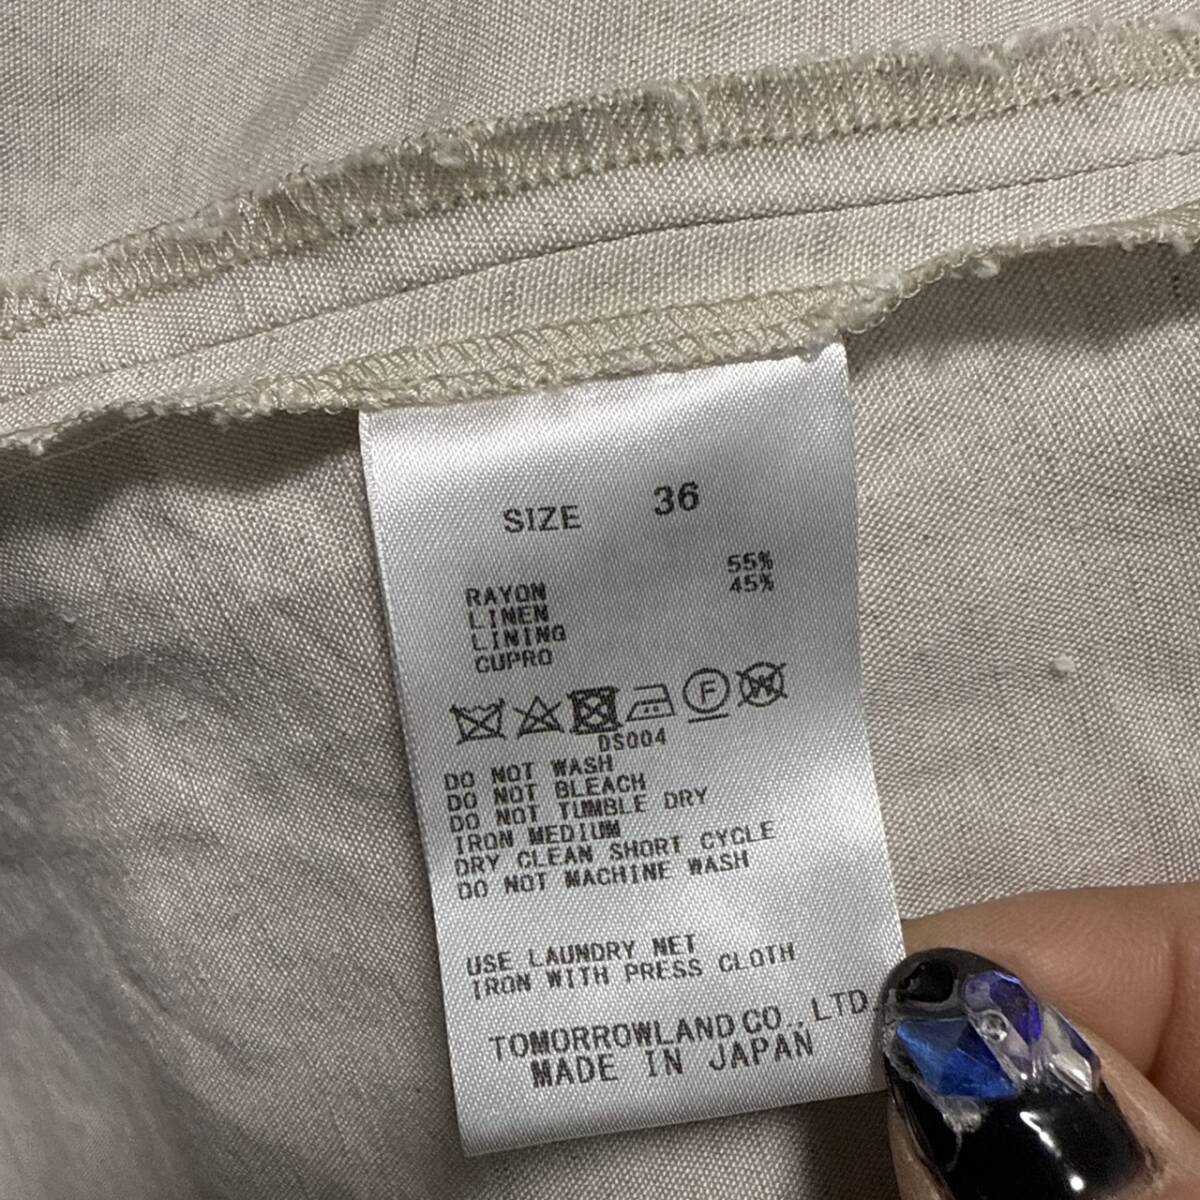 SIZE 36
55%
RAYON 45%
LINEN
LINING
CUPRO
F W
DS004
DO NOT WASH
DO NOT BLEACH
DO NOT TUMBLE DRY
IRON MEDIUM
DRY CLEAN SHORT CYCLE
DO NOT MACHINE WASH
USE LAUNDRY NET
IRON WITH PRESS CLOTH
TOMORROWLAND CO., LTD.
MADE IN JAPAN